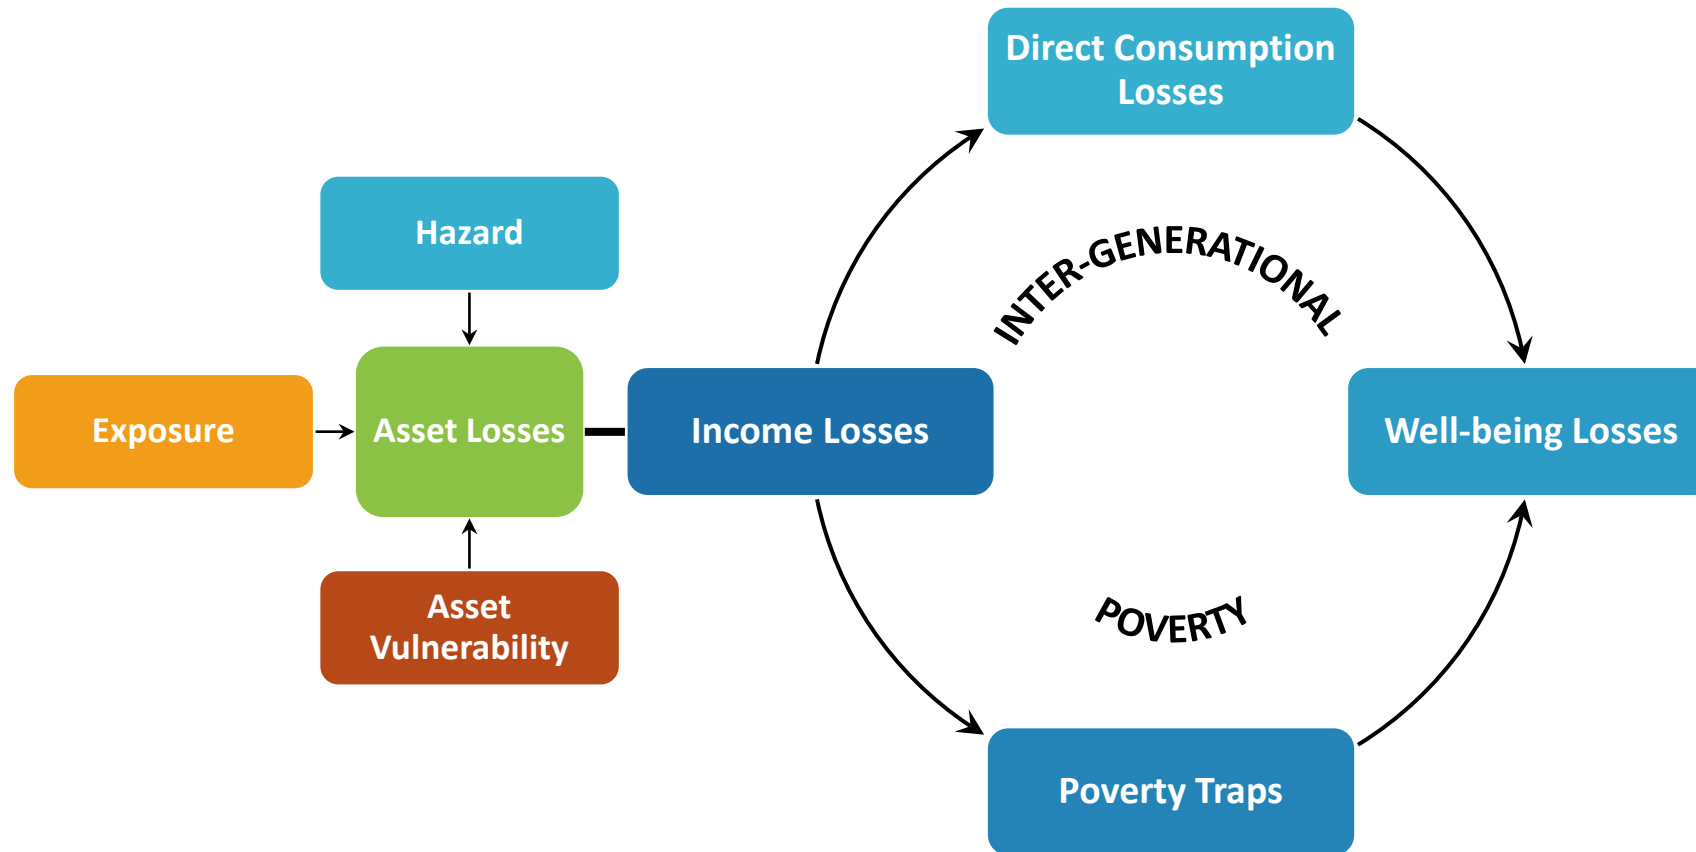 Direct Consumption
Losses
Hazard
INTER-GENERATIONAL
Exposure
Asset Losses
Income Losses
Well-being Losses
Asset
Vulnerability
POVERTY
Poverty Traps